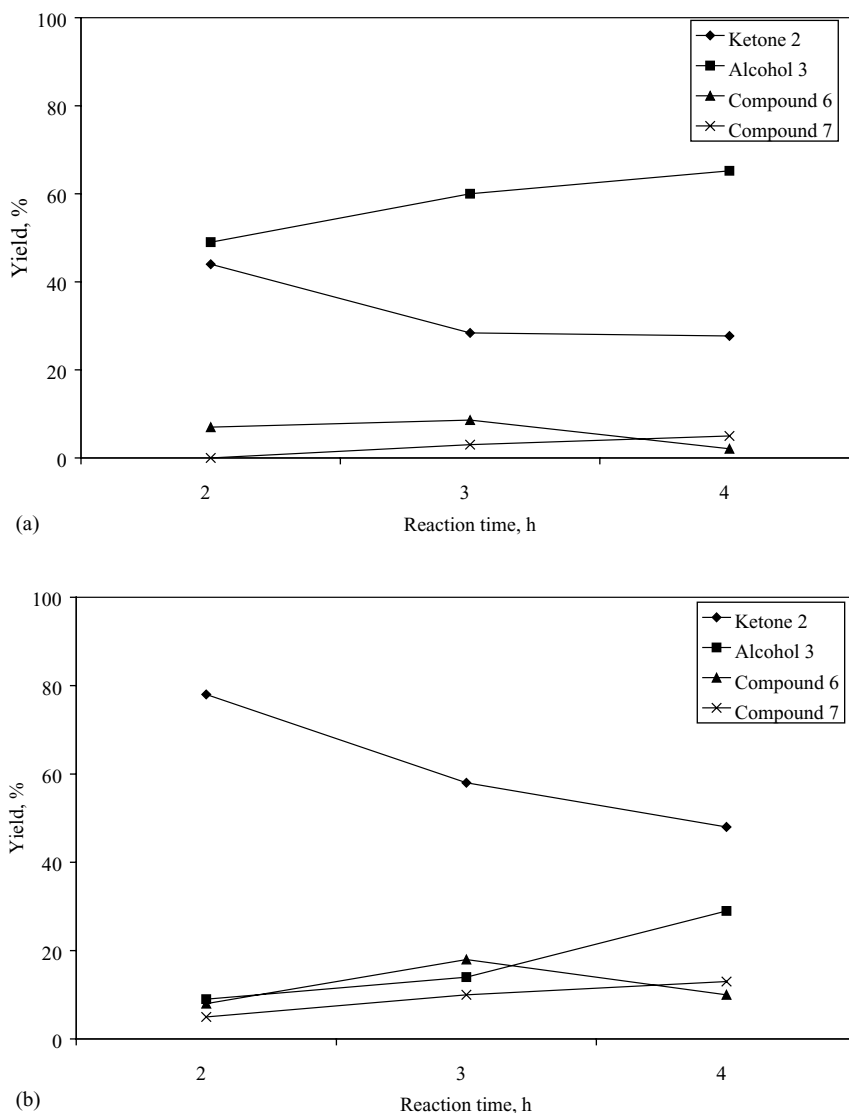 100
80
60
40
20
0
Yield, %
Ketone 2
Alcohol 3
Compound 6
Compound 7
2 3 4
Reaction time, h
(a)
100
80
60
40
20
0
Yield, %
Ketone 2
Alcohol 3
Compound 6
Compound 7
2 3 4
Reaction time, h
(b)